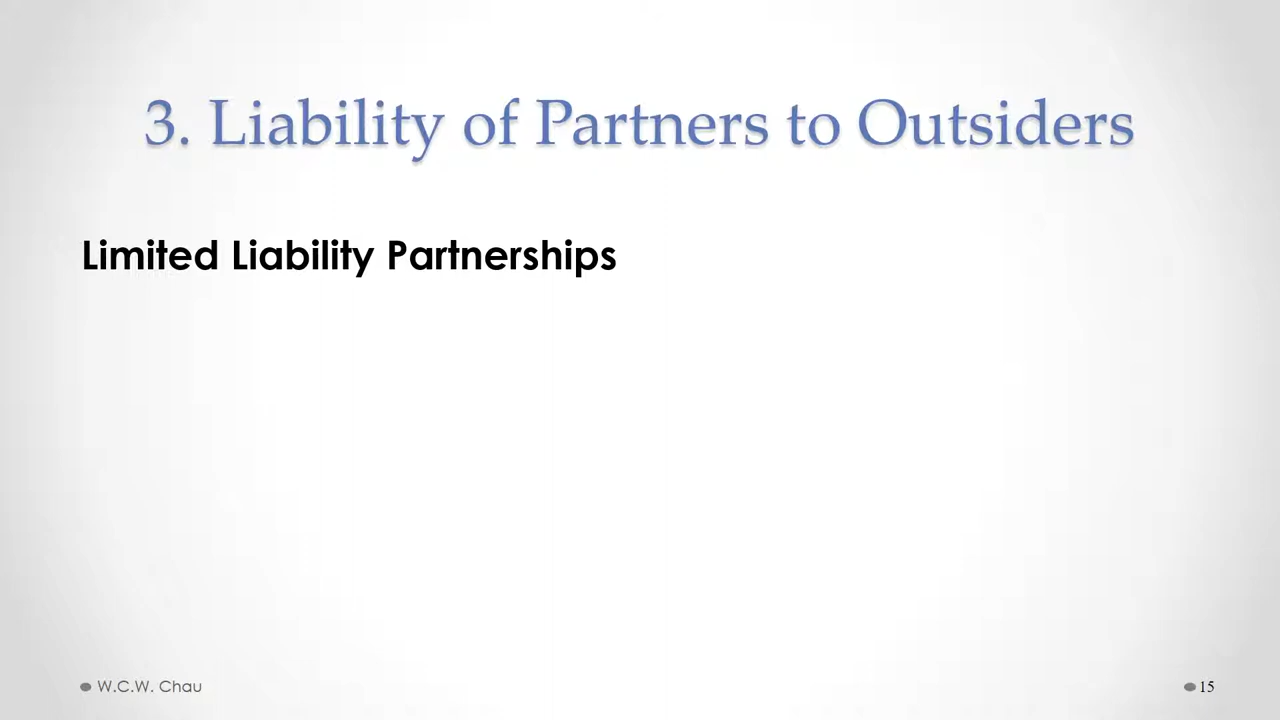 3. Liability of Partners to Outsiders
Limited Liability Partnerships
W.C.W. Chau
15